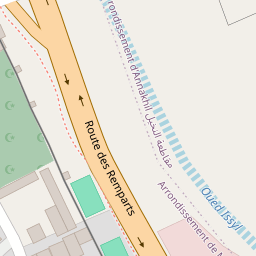 Arrondissement d'Annakhil مقاطعة النخيل
Route des Remparts
Oued Issyl
Arrondissement de M